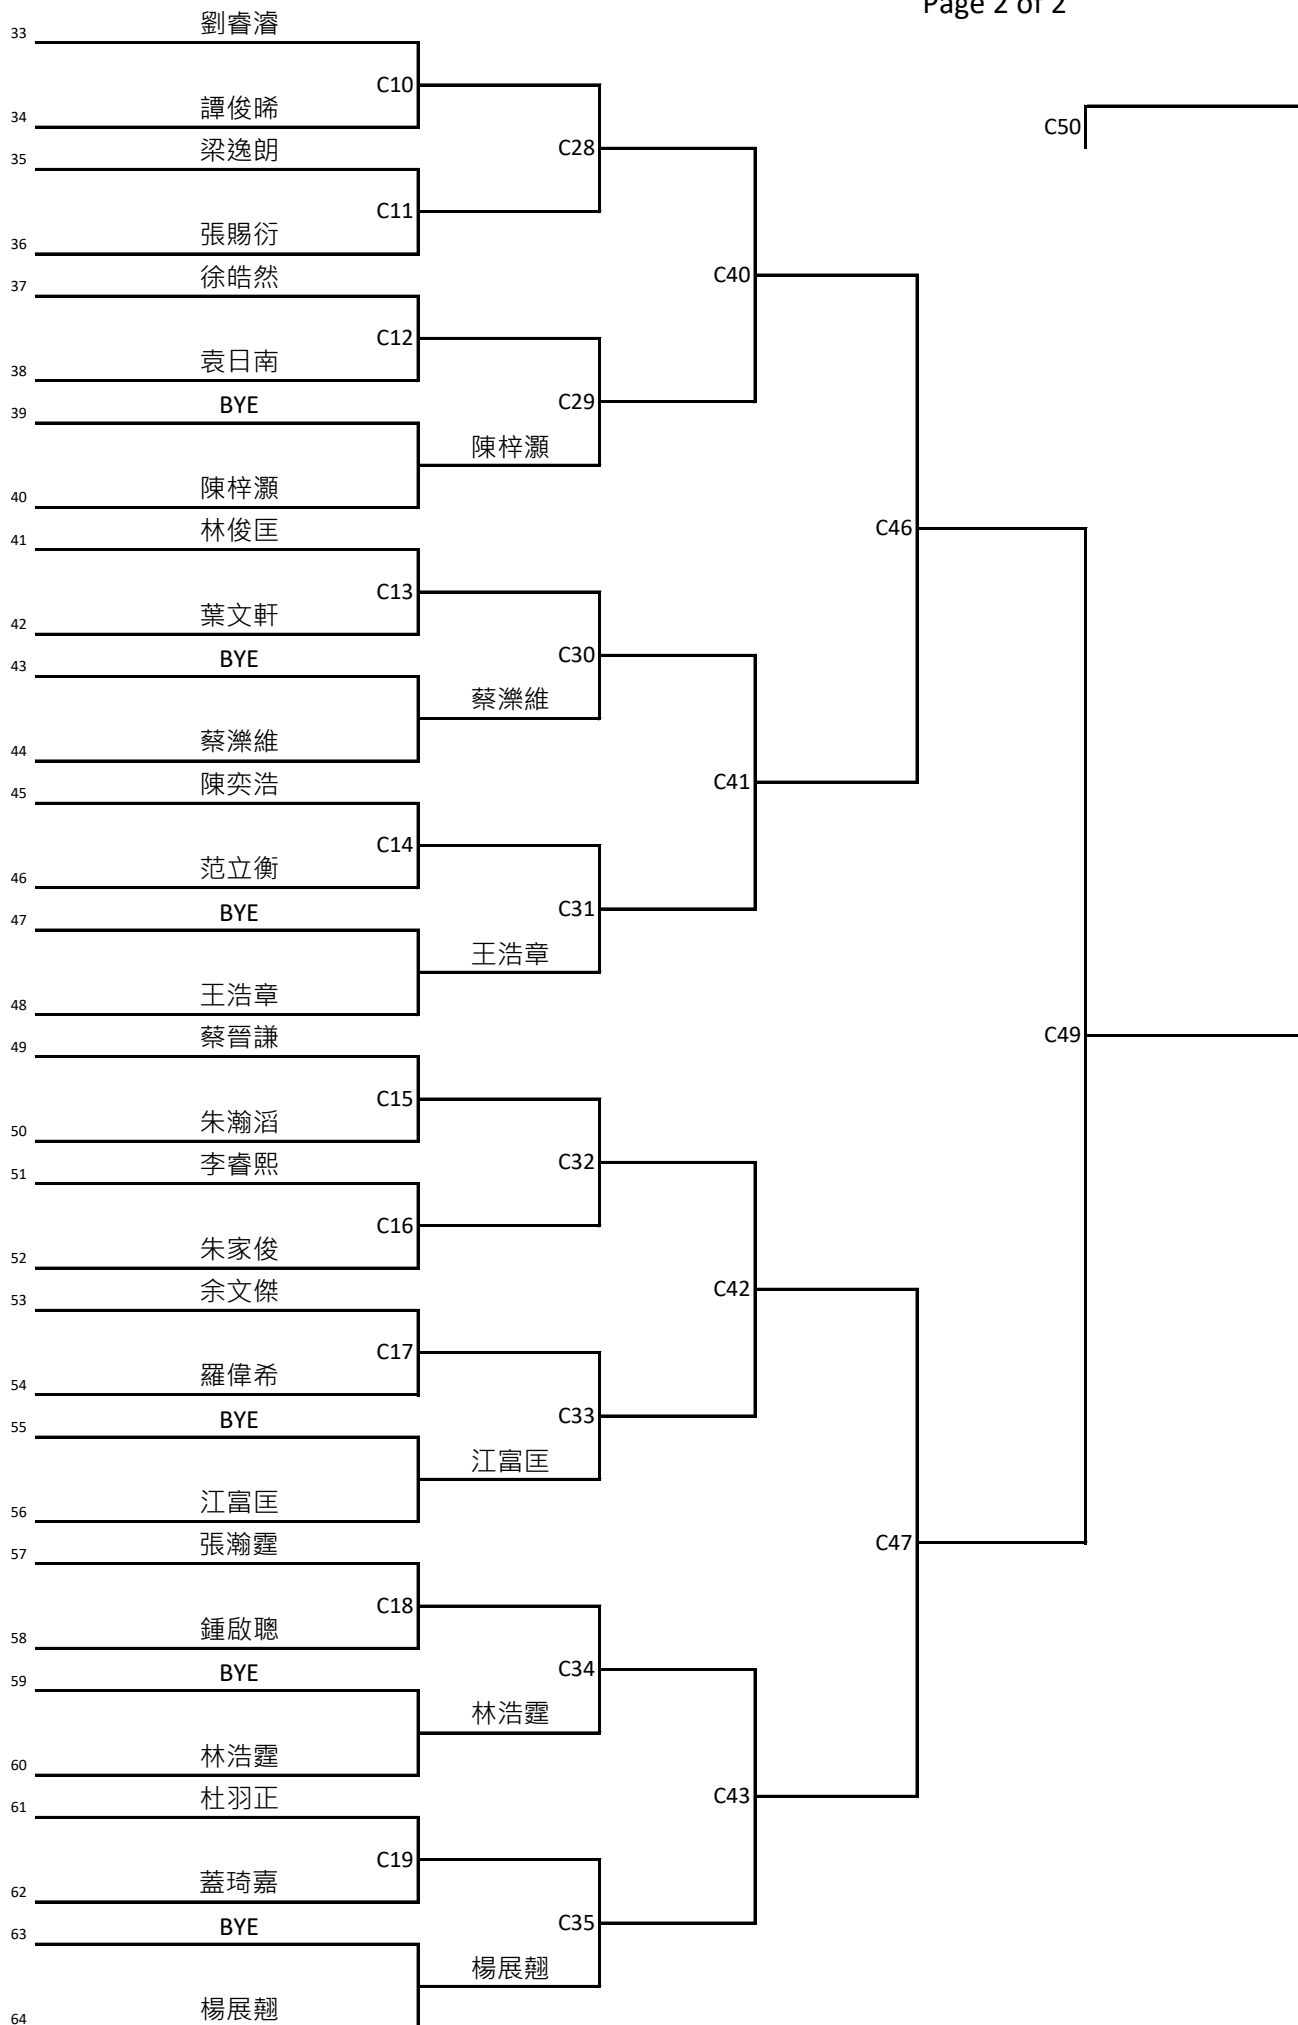 Page 2 of 2
33 劉睿濬
C10
34 譚俊晞
C50
35 梁逸朗
C28
C11
36 張賜衍
37 徐皓然
C40
C12
38 袁日南
39 BYE
C29
陳梓灝
40 陳梓灝
41 林俊匡
C46
C13
42 葉文軒
43 BYE
C30
蔡濼維
44 蔡濼維
45 陳奕浩
C41
C14
46 范立衡
47 BYE
C31
王浩章
48 王浩章
49 蔡晉謙
C49
C15
50 朱瀚滔
51 李睿熙
C32
C16
52 朱家俊
53 余文傑
C42
C17
54 羅偉希
55 BYE
C33
江富匡
56 江富匡
57 張瀚霆
C47
C18
58 鍾啟聰
59 BYE
C34
林浩霆
60 林浩霆
61 杜羽正
C43
C19
62 蓋琦嘉
63 BYE
C35
楊展翹
64 楊展翹